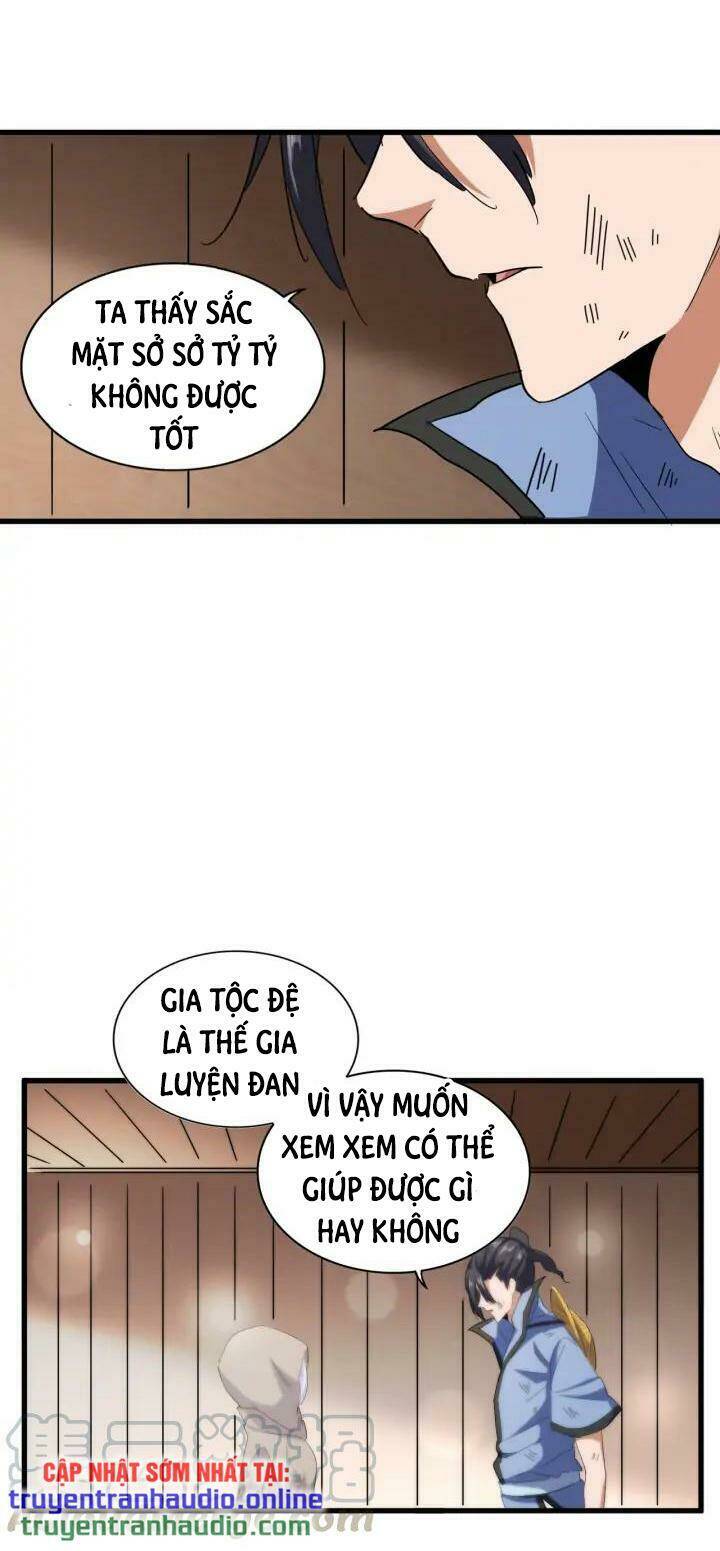 TA THẤY SẮC
MẶT SỞ SỞ TỶ TỶ
KHÔNG ĐƯỢC
TỐT
GIA TỘC ĐỆ
LÀ THẾ GIA
LUYỆN ĐAN
VÌ VẬY MUỐN
XEM XEM CÓ THỂ
GIÚP ĐƯỢC GÌ
HAY KHÔNG
CẬP NHẬT SỚM NHẤT TẠI:
truyentranhaudio.online
truyentranhaudio.com